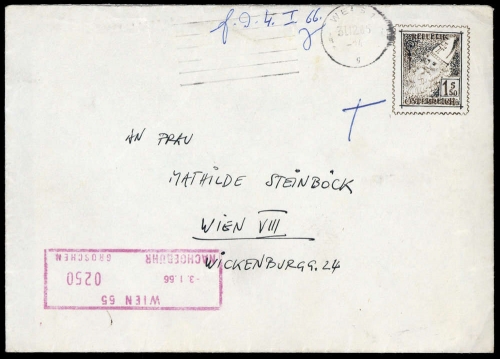 f. D. 4. I 66.
REPUBLIK
1 S 50
ÖSTERREICH
AN FRAU
MATHILDE STEINBÖCK
WIEN VIII
WICKENBURGG. 24
WIEN 65
-3.1.66 0250
NACHGEBÜHR GROSCHEN